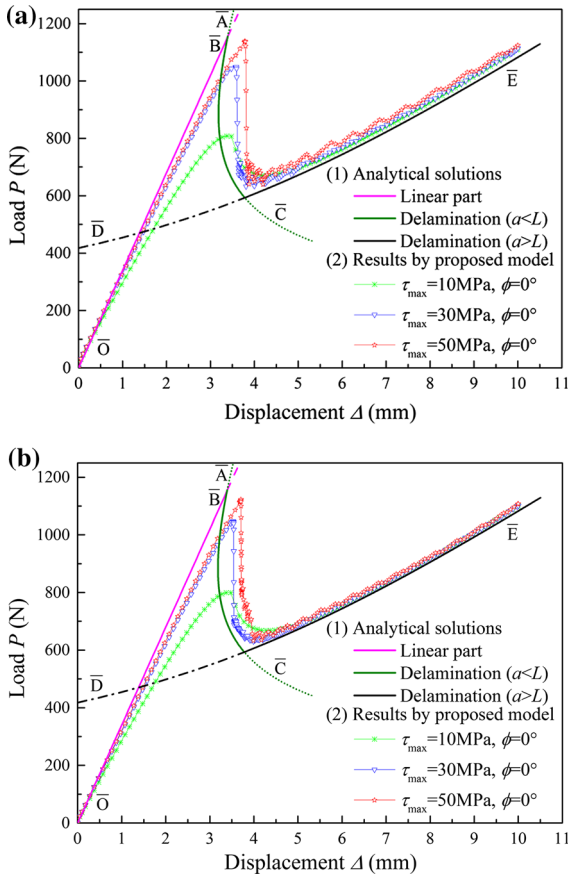 (a)
1200
1000
800
600
400
200
0
Load P (N)
A̅
B̅
C̅
D̅
E̅
O̅
(1) Analytical solutions
Linear part
Delamination (a<L)
Delamination (a>L)
(2) Results by proposed model
τmax=10MPa, ϕ=0°
τmax=30MPa, ϕ=0°
τmax=50MPa, ϕ=0°
0 1 2 3 4 5 6 7 8 9 10 11
Displacement Δ (mm)
(b)
1200
1000
800
600
400
200
0
Load P (N)
A̅
B̅
C̅
D̅
E̅
O̅
(1) Analytical solutions
Linear part
Delamination (a<L)
Delamination (a>L)
(2) Results by proposed model
τmax=10MPa, ϕ=0°
τmax=30MPa, ϕ=0°
τmax=50MPa, ϕ=0°
0 1 2 3 4 5 6 7 8 9 10 11
Displacement Δ (mm)